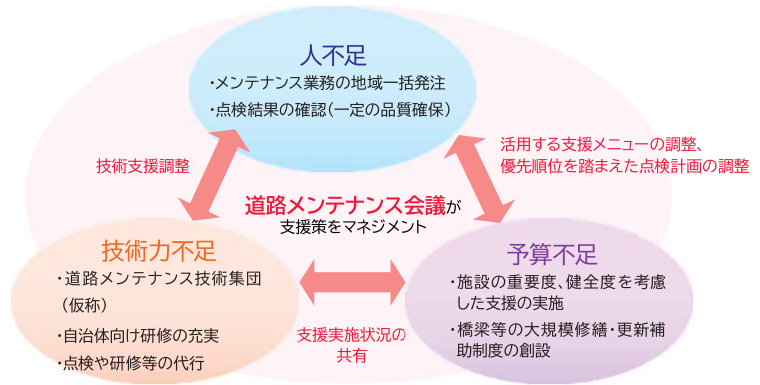 人不足
・メンテナンス業務の地域一括発注
・点検結果の確認（一定の品質確保）
技術支援調整
活用する支援メニューの調整、
優先順位を踏まえた点検計画の調整
道路メンテナンス会議が
支援策をマネジメント
技術力不足
・道路メンテナンス技術集団
（仮称）
・自治体向け研修の充実
・点検や研修等の代行
支援実施状況の
共有
予算不足
・施設の重要度、健全度を考慮
した支援の実施
・橋梁等の大規模修繕・更新補
助制度の創設